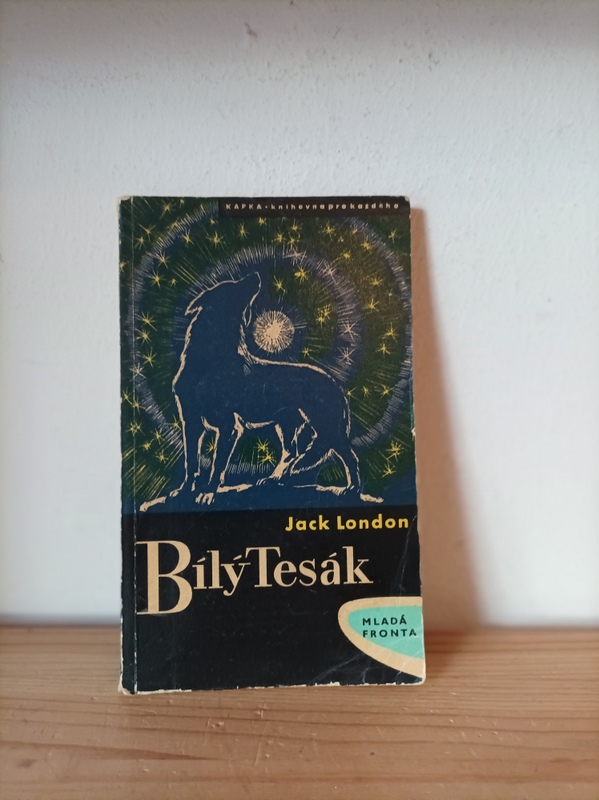 KAPKA • knihovna pro každého
Jack London
Bílý Tesák
MLADÁ
FRONTA